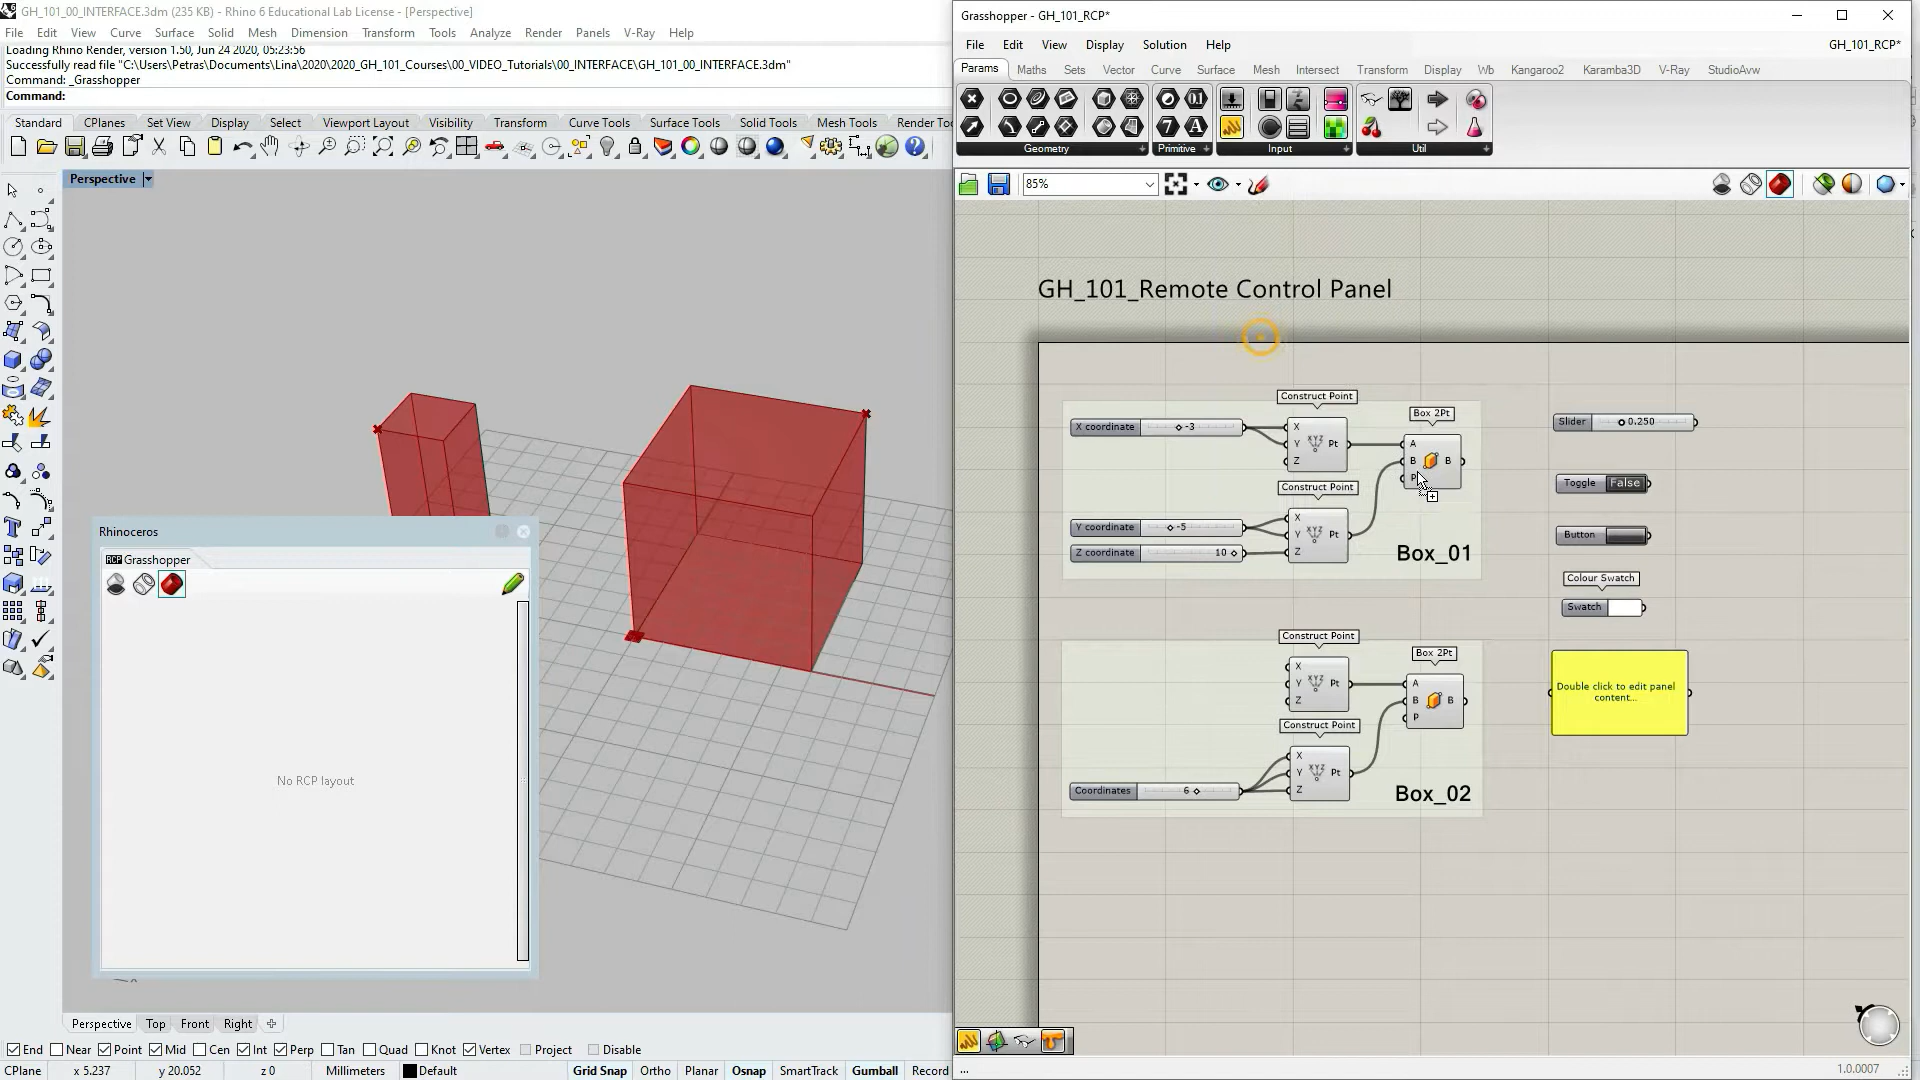 GH_101_00_INTERFACE.3dm (235 KB) - Rhino 6 Educational Lab License - [Perspective]
File Edit View Curve Surface Solid Mesh Dimension Transform Tools Analyze Render Panels V-Ray Help
Loading Rhino Render, version 1.50, Jun 24 2020, 05:23:56
Successfully read file "C:\Users\Petras\Documents\Lina\2020\2020_GH_101_Courses\00_VIDEO_Tutorials\00_INTERFACE\GH_101_00_INTERFACE.3dm"
Command: _Grasshopper
Command:
Standard CPlanes Set View Display Select Viewport Layout Visibility Transform Curve Tools Surface Tools Solid Tools Mesh Tools Render To
Perspective
Rhinoceros
RCP Grasshopper
No RCP layout
Perspective Top Front Right
End Near Point Mid Cen Int Perp Tan Quad Knot Vertex Project Disable
CPlane x 5.237 y 20.052 z 0 Millimeters Default Grid Snap Ortho Planar Osnap SmartTrack Gumball Record
Grasshopper - GH_101_RCP*
File Edit View Display Solution Help GH_101_RCP*
Params Maths Sets Vector Curve Surface Mesh Intersect Transform Display Wb Kangaroo2 Karamba3D V-Ray StudioAvw
Geometry Primitive Input Util
85%
GH_101_Remote Control Panel
Construct Point
Box 2Pt
X coordinate -3
X Y Z Pt
A B P B
Construct Point
Y coordinate -5
Z coordinate 10
X Y Z Pt
Box_01
Construct Point
Box 2Pt
X Y Z Pt
A B P B
Construct Point
X Y Z Pt
Coordinates 6
Box_02
Slider 0.250
Toggle False
Button
Colour Swatch
Swatch
Double click to edit panel
content...
...
1.0.0007